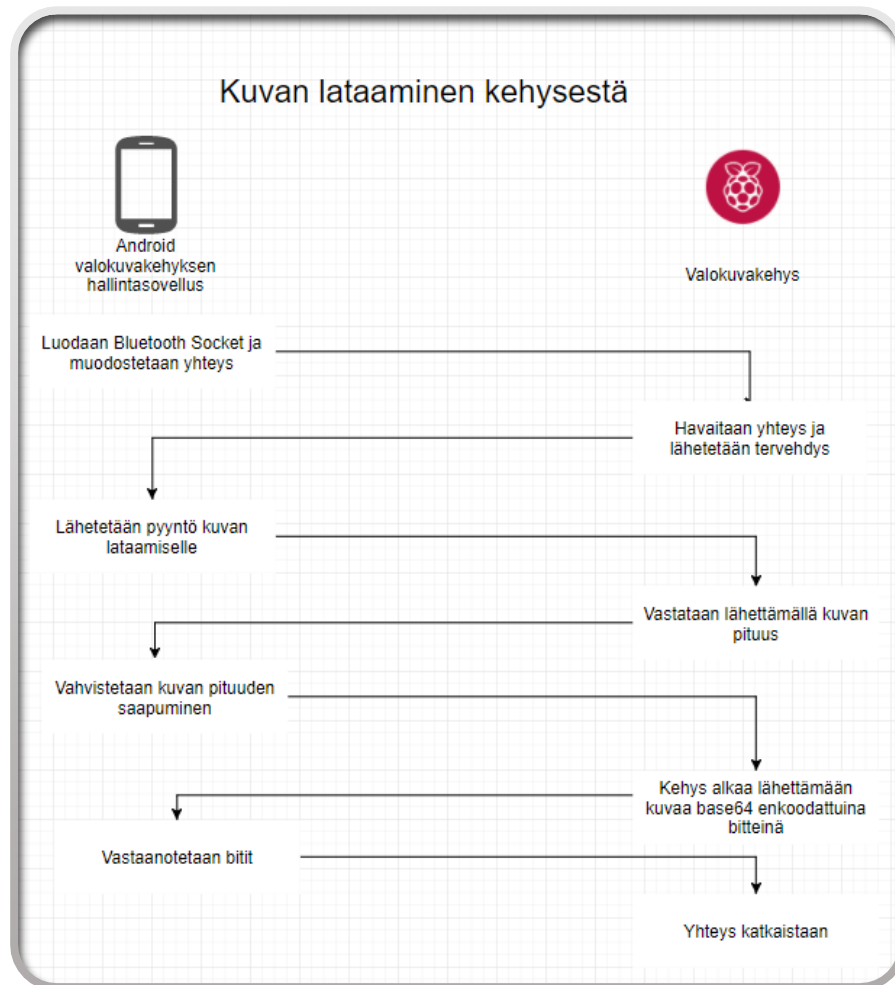 Kuvan lataaminen kehysestä
Android
valokuvakehyksen
hallintasovellus
Valokuvakehys
Luodaan Bluetooth Socket ja
muodostetaan yhteys
Havaitaan yhteys ja
lähetetään tervehdys
Lähetetään pyyntö kuvan
lataamiselle
Vastataan lähettämällä kuvan
pituus
Vahvistetaan kuvan pituuden
saapuminen
Kehys alkaa lähettämään
kuvaa base64 enkoodattuina
bitteinä
Vastaanotetaan bitit
Yhteys katkaistaan